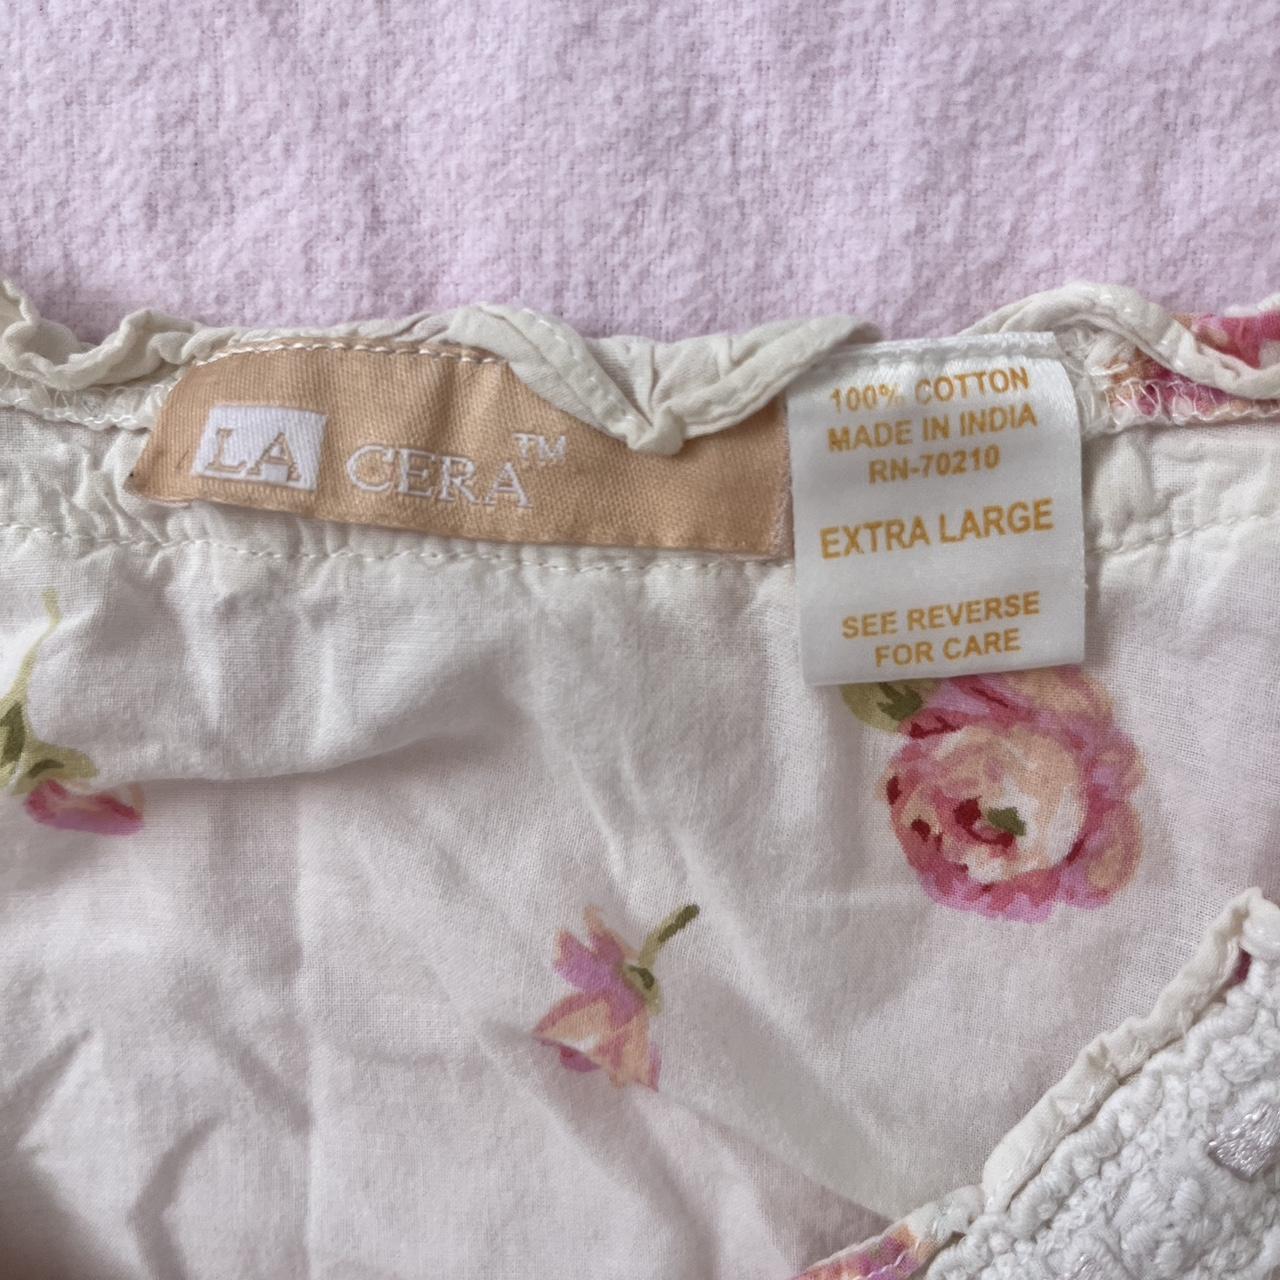 LA CERA™
100% COTTON
MADE IN INDIA
RN-70210
EXTRA LARGE
SEE REVERSE
FOR CARE